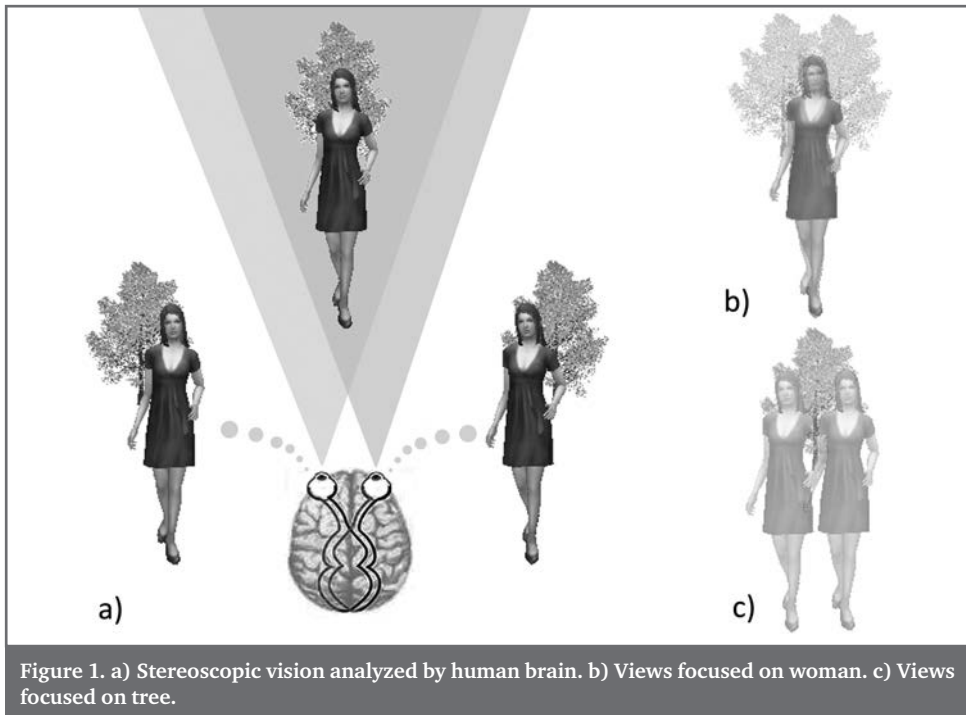 b)
a)
c)
Figure 1. a) Stereoscopic vision analyzed by human brain. b) Views focused on woman. c) Views
focused on tree.